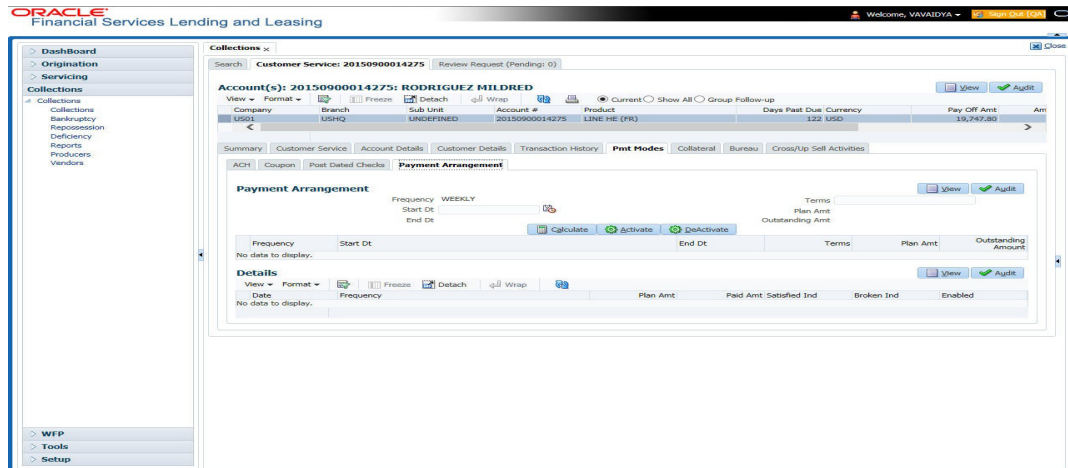 ORACLE
Financial Services Lending and Leasing
Welcome, VAVAIDYA
Sign Out [QA]
DashBoard
Origination
Servicing
Collections
Collections
Collections
Bankruptcy
Repossession
Deficiency
Reports
Producers
Vendors
WFP
Tools
Setup
Collections x
Close
Search Customer Service: 20150900014275 Review Request (Pending: 0)
Account(s): 20150900014275: RODRIGUEZ MILDRED
View Audit
View Format Freeze Detach Wrap Current Show All Group Follow-up
Company Branch Sub Unit Account # Product Days Past Due Currency Pay Off Amt Am
US01 USHQ UNDEFINED 20150900014275 LINE HE (FR) 122 USD 19,747.80
Summary Customer Service Account Details Customer Details Transaction History Pmt Modes Collateral Bureau Cross/Up Sell Activities
ACH Coupon Post Dated Checks Payment Arrangement
Payment Arrangement
View Audit
Frequency WEEKLY Terms
Start Dt Plan Amt
End Dt Outstanding Amt
Calculate Activate DeActivate
Frequency Start Dt End Dt Terms Plan Amt Outstanding Amount
No data to display.
Details
View Audit
View Format Freeze Detach Wrap
Date Frequency Plan Amt Paid Amt Satisfied Ind Broken Ind Enabled
No data to display.